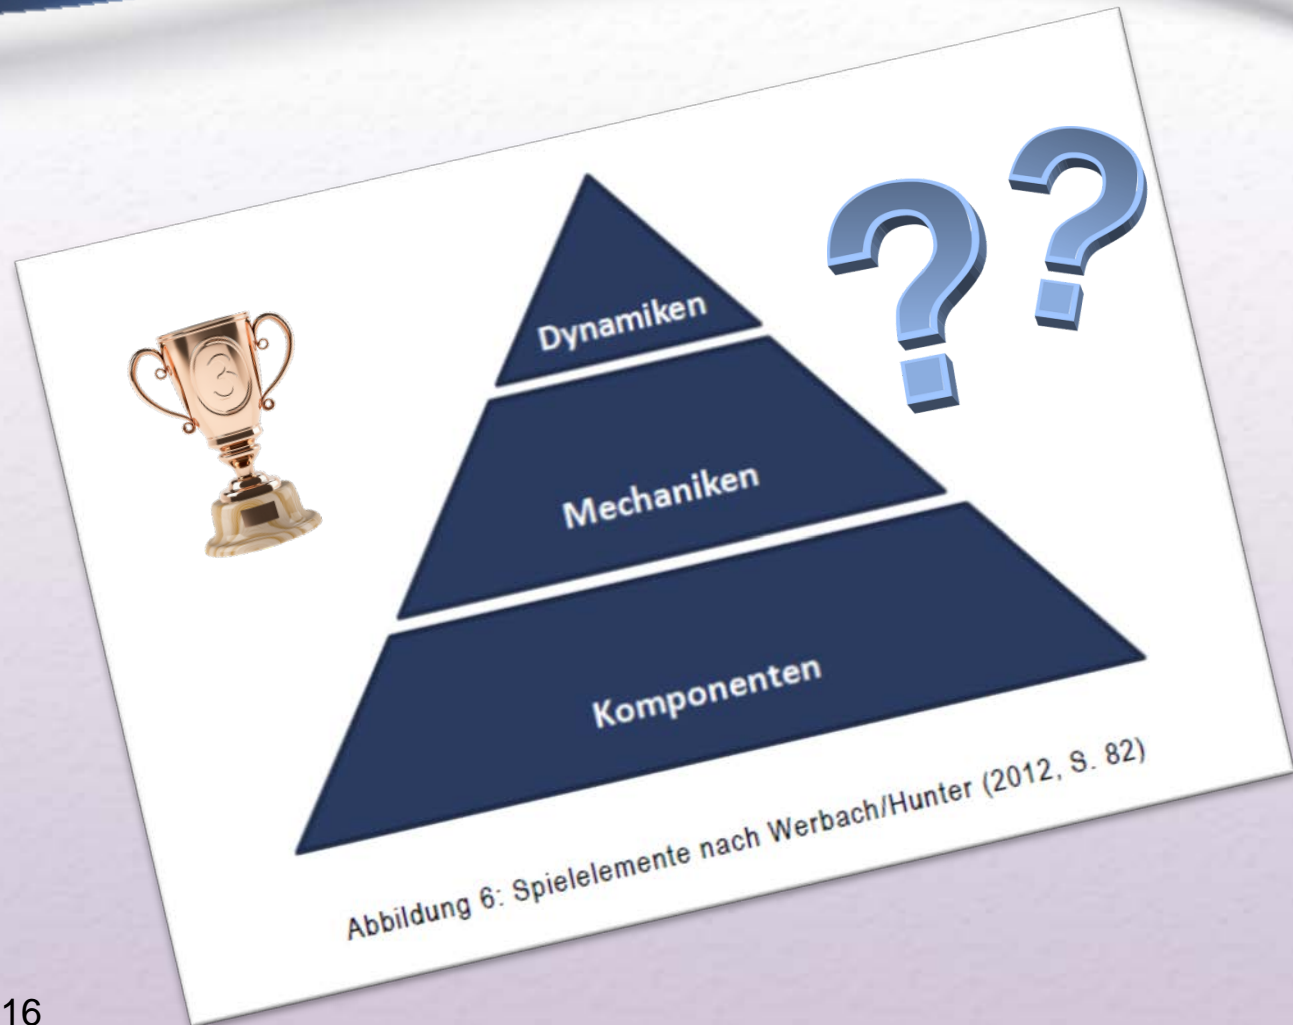 Dynamiken
Mechaniken
Komponenten
Abbildung 6: Spielelemente nach Werbach/Hunter (2012, S. 82)
16